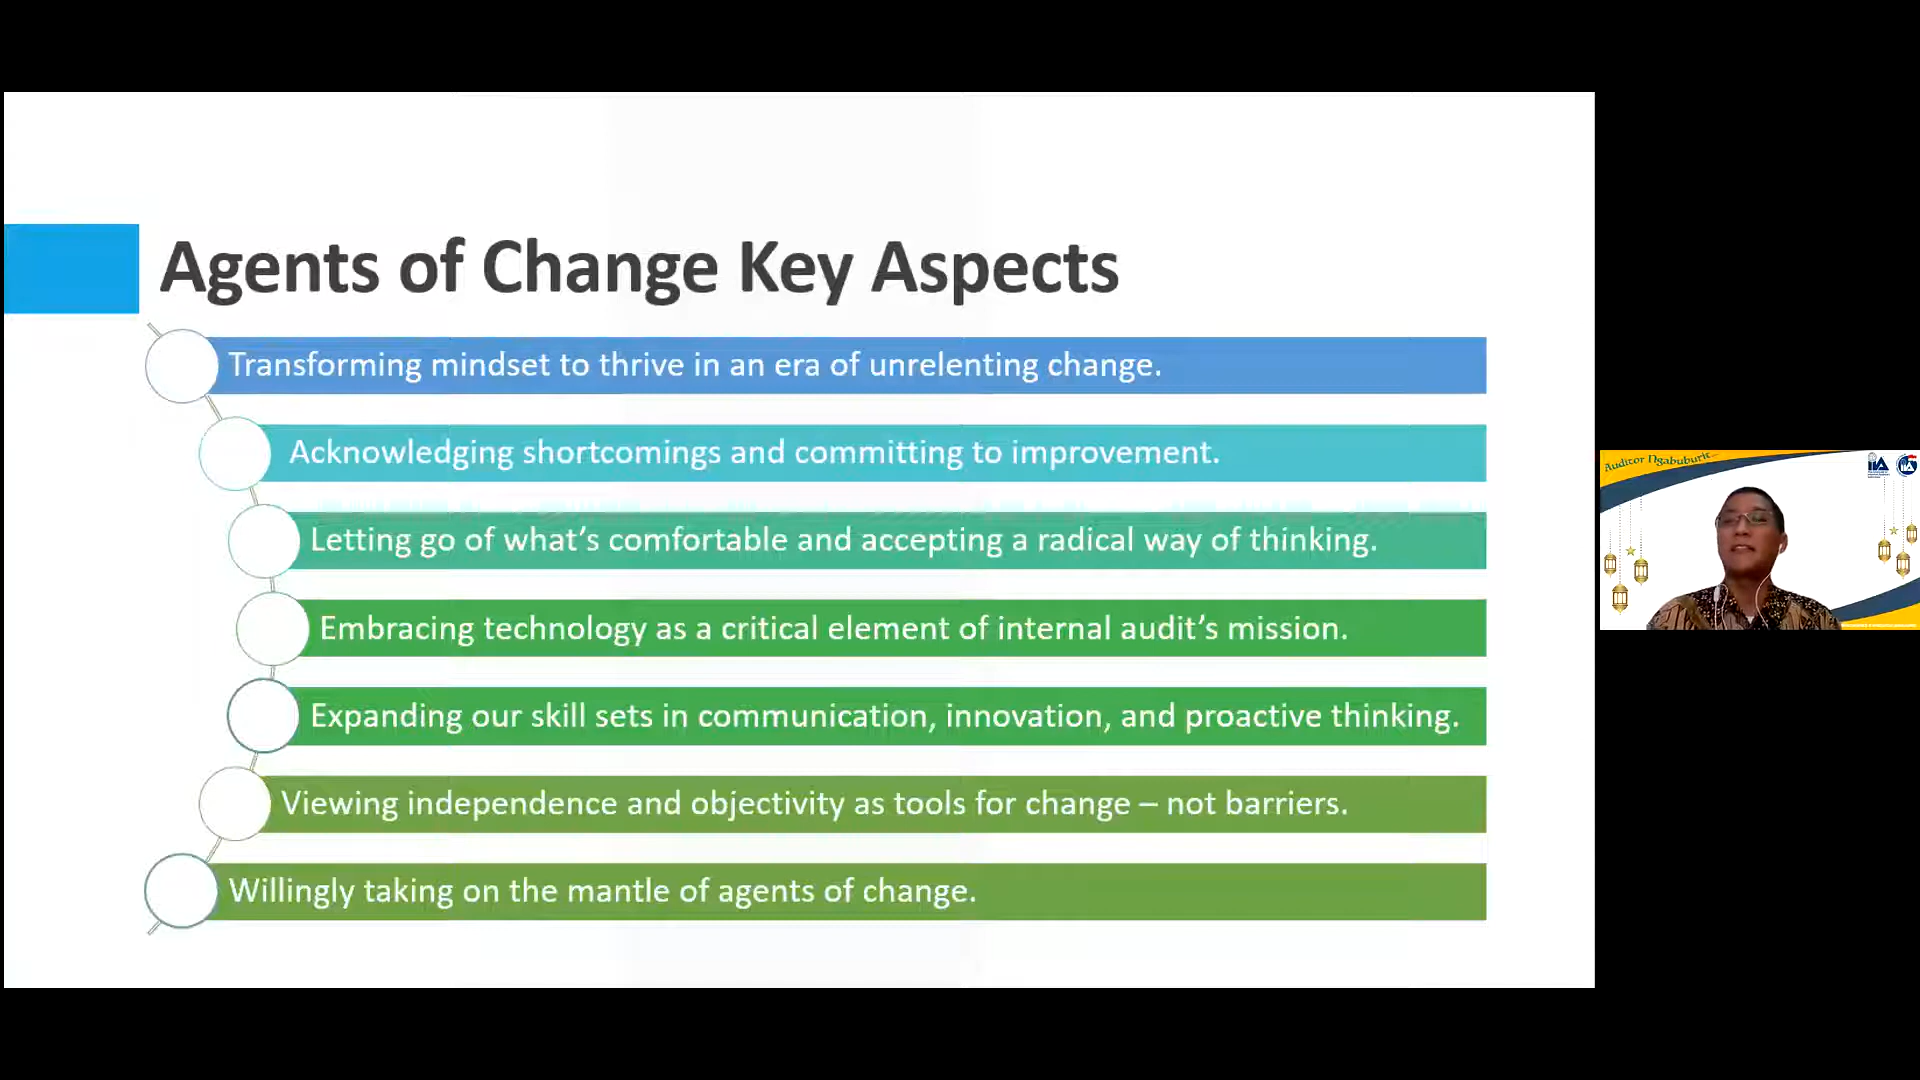 Agents of Change Key Aspects
Transforming mindset to thrive in an era of unrelenting change.
Acknowledging shortcomings and committing to improvement.
Letting go of what’s comfortable and accepting a radical way of thinking.
Embracing technology as a critical element of internal audit’s mission.
Expanding our skill sets in communication, innovation, and proactive thinking.
Viewing independence and objectivity as tools for change – not barriers.
Willingly taking on the mantle of agents of change.
Auditor Ngabuburit...
IIA
IIA